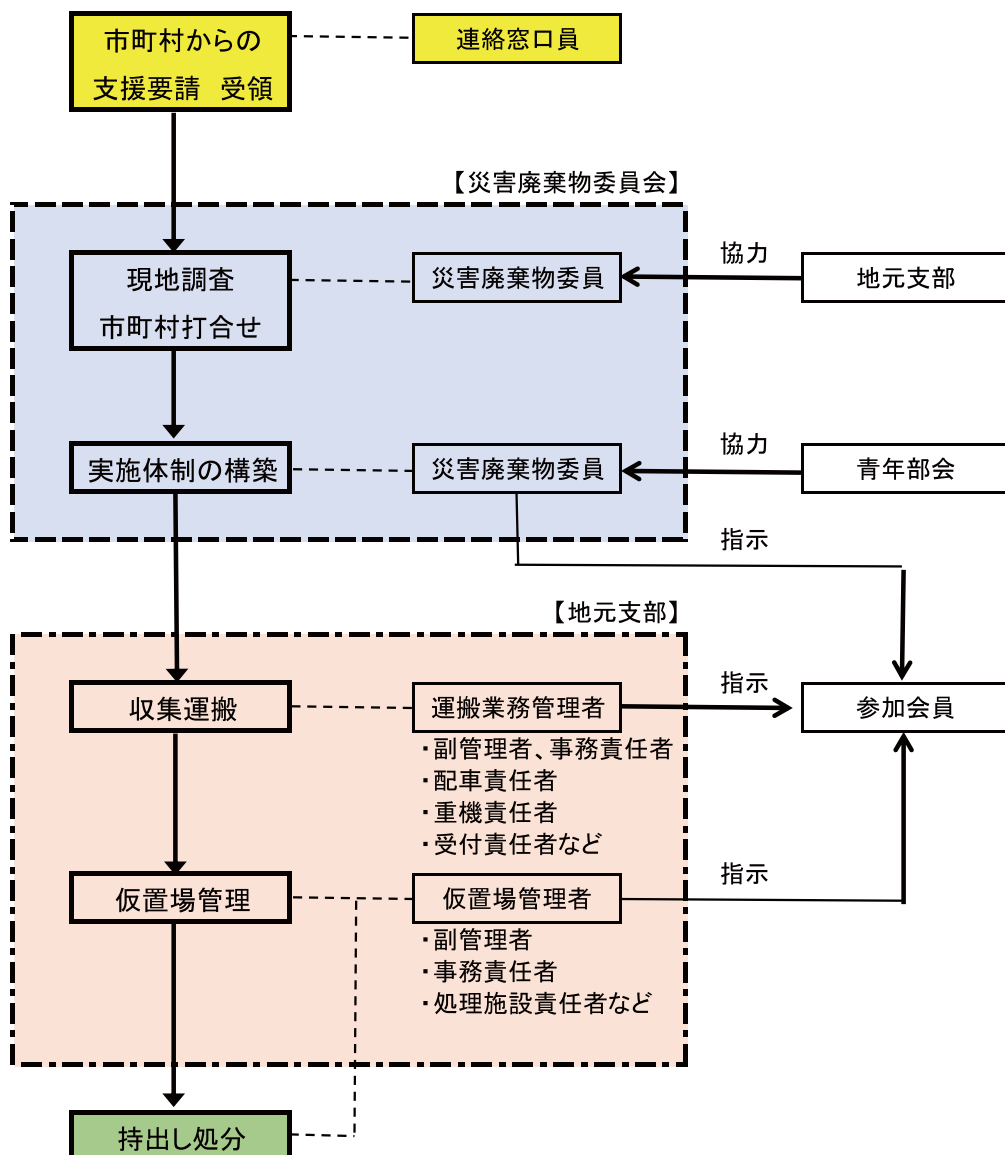 市町村からの
支援要請　受領
連絡窓口員
【災害廃棄物委員会】
現地調査
市町村打合せ
災害廃棄物委員
協力
地元支部
実施体制の構築
災害廃棄物委員
協力
青年部会
指示
【地元支部】
収集運搬
運搬業務管理者
指示
参加会員
・副管理者、事務責任者
・配車責任者
・重機責任者
・受付責任者など
仮置場管理
仮置場管理者
指示
・副管理者
・事務責任者
・処理施設責任者など
持出し処分